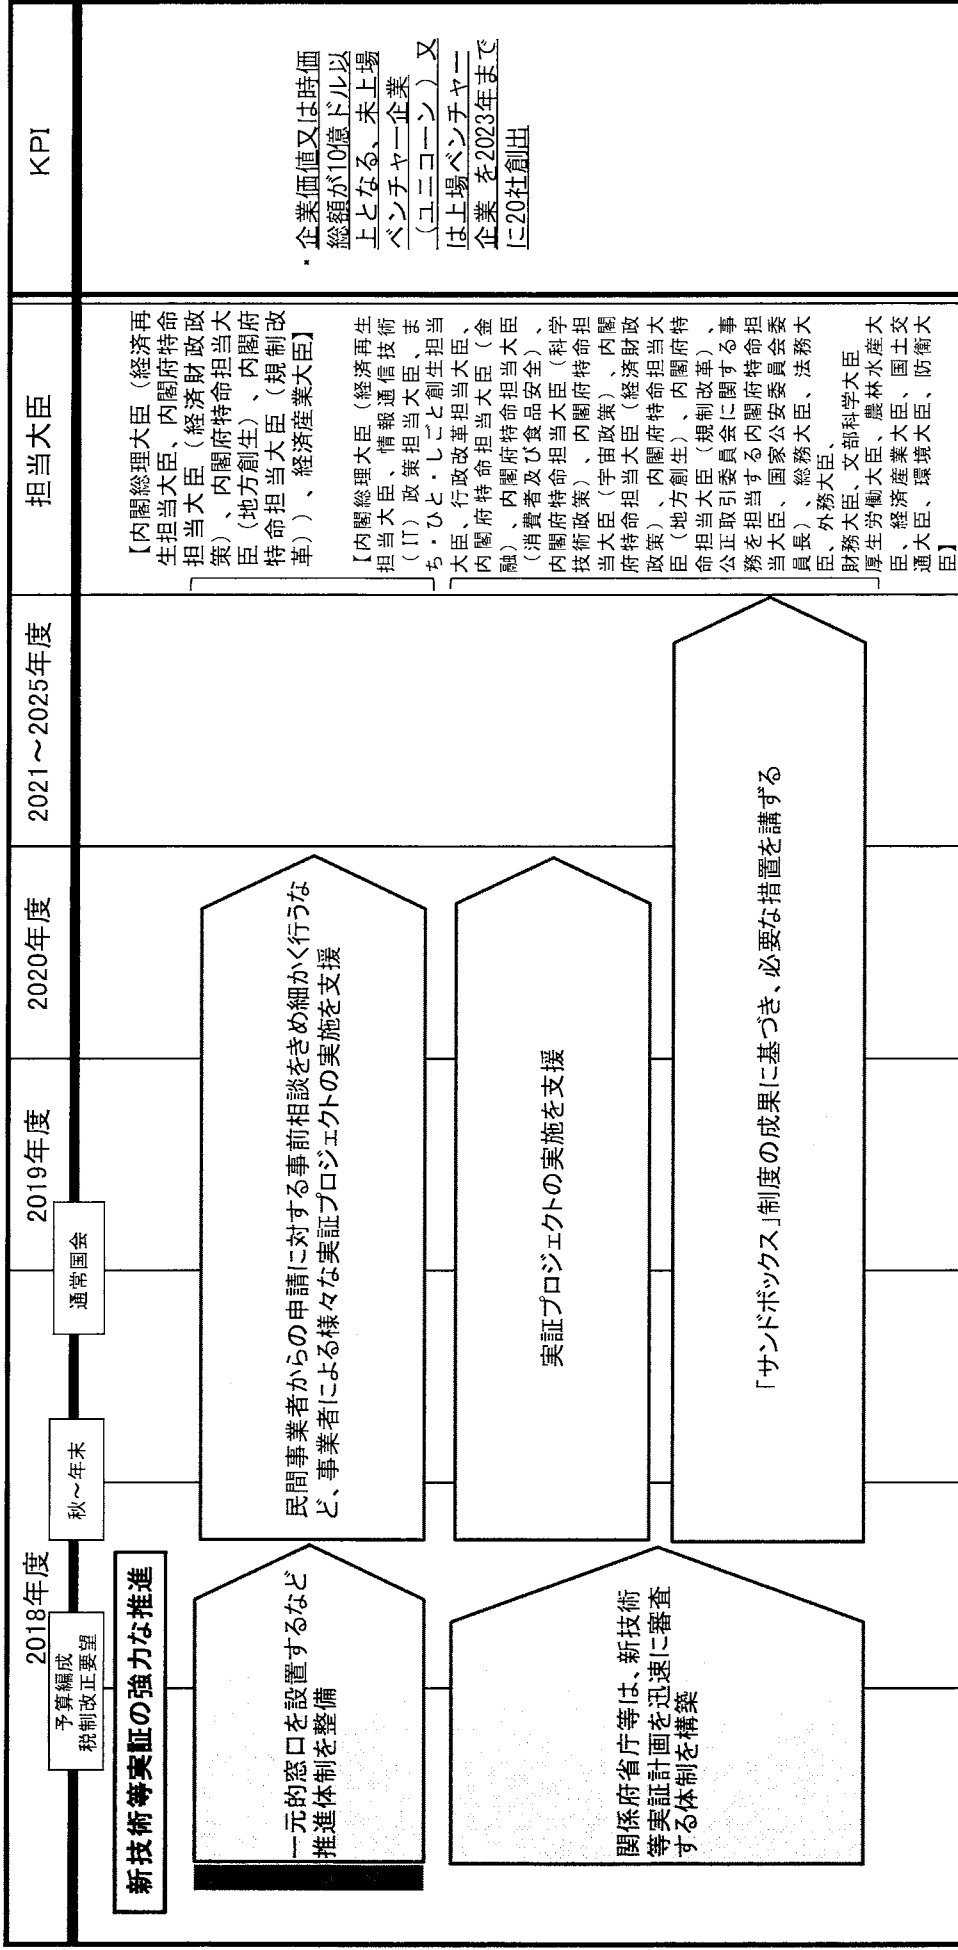 2018年度
2019年度
2020年度
2021～2025年度
担当大臣
KPI
予算編成
税制改正要望
秋～年末
通常国会
新技術等実証の強力な推進
一元的窓口を設置するなど
推進体制を整備
民間事業者からの申請に対する事前相談をきめ細かく行うな
ど、事業者による様々な実証プロジェクトの実施を支援
関係府省庁等は、新技術
等実証計画を迅速に審査
する体制を構築
実証プロジェクトの実施を支援
「サンドボックス」制度の成果に基づき、必要な措置を講ずる
【内閣総理大臣（経済再
生担当大臣、内閣府特命
担当大臣（経済財政政
策）、内閣府特命担当大
臣（地方創生）、内閣府
特命担当大臣（規制改
革））、経済産業大臣】
【内閣総理大臣（経済再生
担当大臣、情報通信技術
（IT）政策担当大臣、ま
ち・ひと・しごと創生担当
大臣、行政改革担当大臣、
内閣府特命担当大臣（金
融）、内閣府特命担当大臣
（消費者及び食品安全）、
内閣府特命担当大臣（科学
技術政策）、内閣府特命担
当大臣（宇宙政策）、内閣
府特命担当大臣（経済財政
政策）、内閣府特命担当大
臣（地方創生）、内閣府特
命担当大臣（規制改革）、
公正取引委員会に関する事
務を担当する内閣府特命担
当大臣、国家公安委員会委
員長）、総務大臣、法務大
臣、外務大臣、
財務大臣、文部科学大臣、
厚生労働大臣、農林水産大
臣、経済産業大臣、国土交
通大臣、環境大臣、防衛大
臣】
・企業価値又は時価
総額が10億ドル以
上となる、未上場
ベンチャー企業
（ユニコーン）又
は上場ベンチャー
企業 を2023年まで
に20社創出